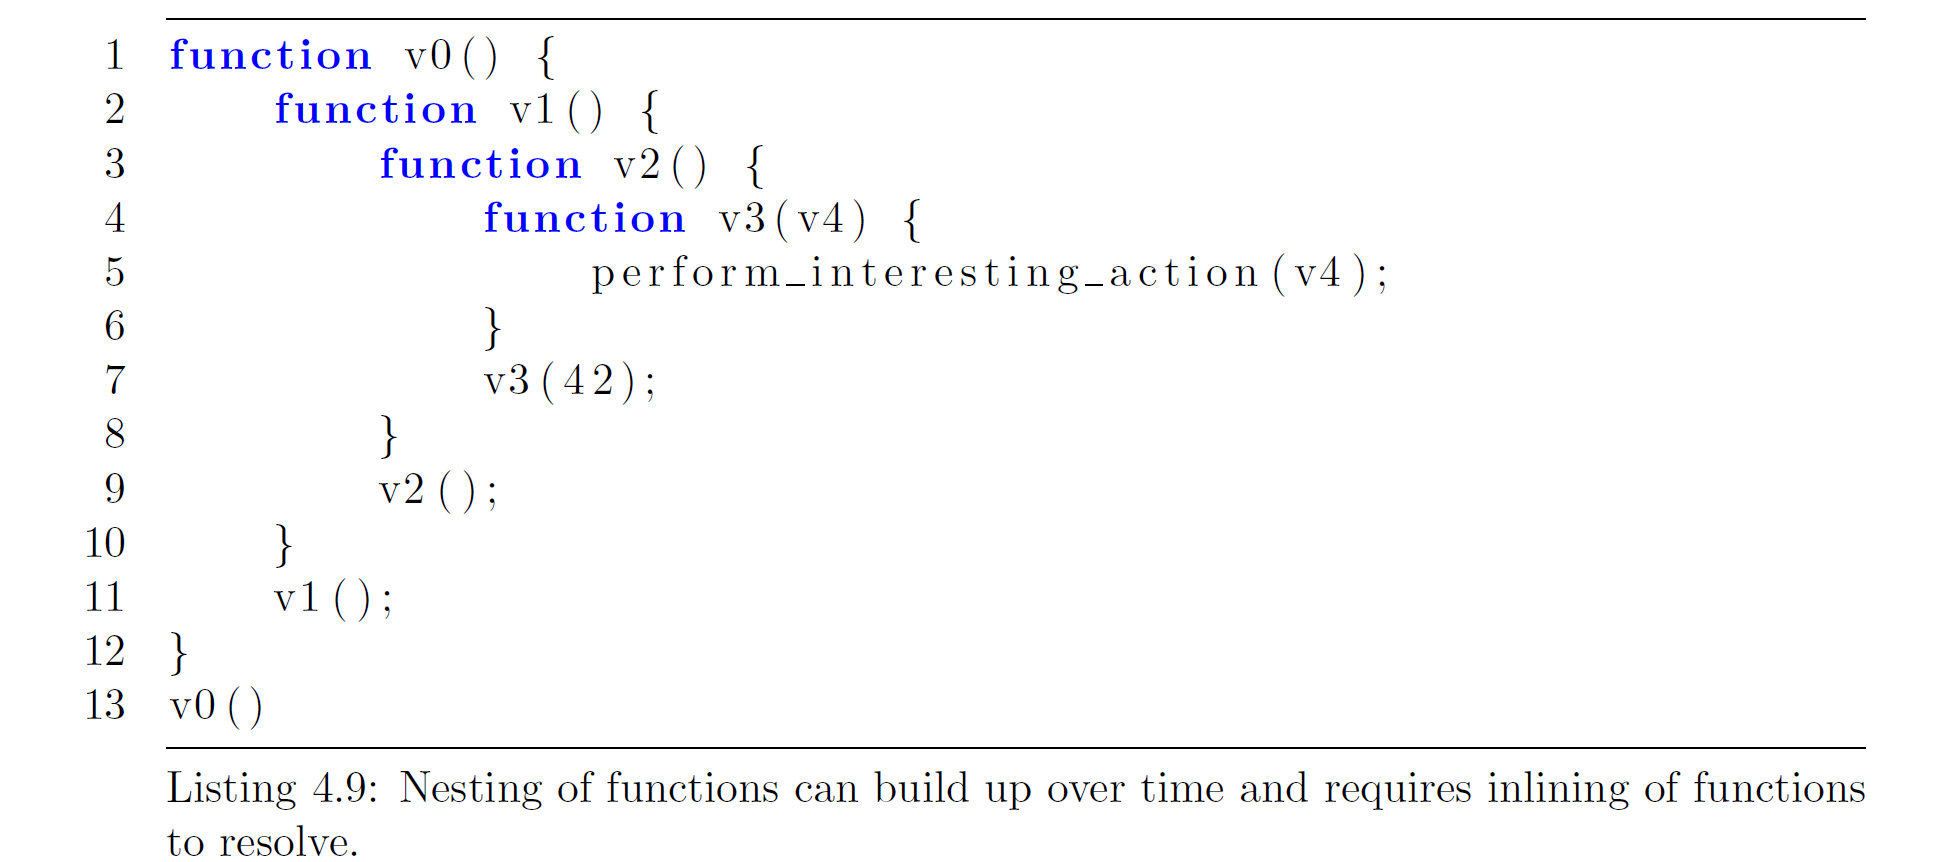 1 function v0() {
2 function v1() {
3 function v2() {
4 function v3(v4) {
5 perform_interesting_action(v4);
6 }
7 v3(42);
8 }
9 v2();
10 }
11 v1();
12 }
13 v0()
Listing 4.9: Nesting of functions can build up over time and requires inlining of functions
to resolve.